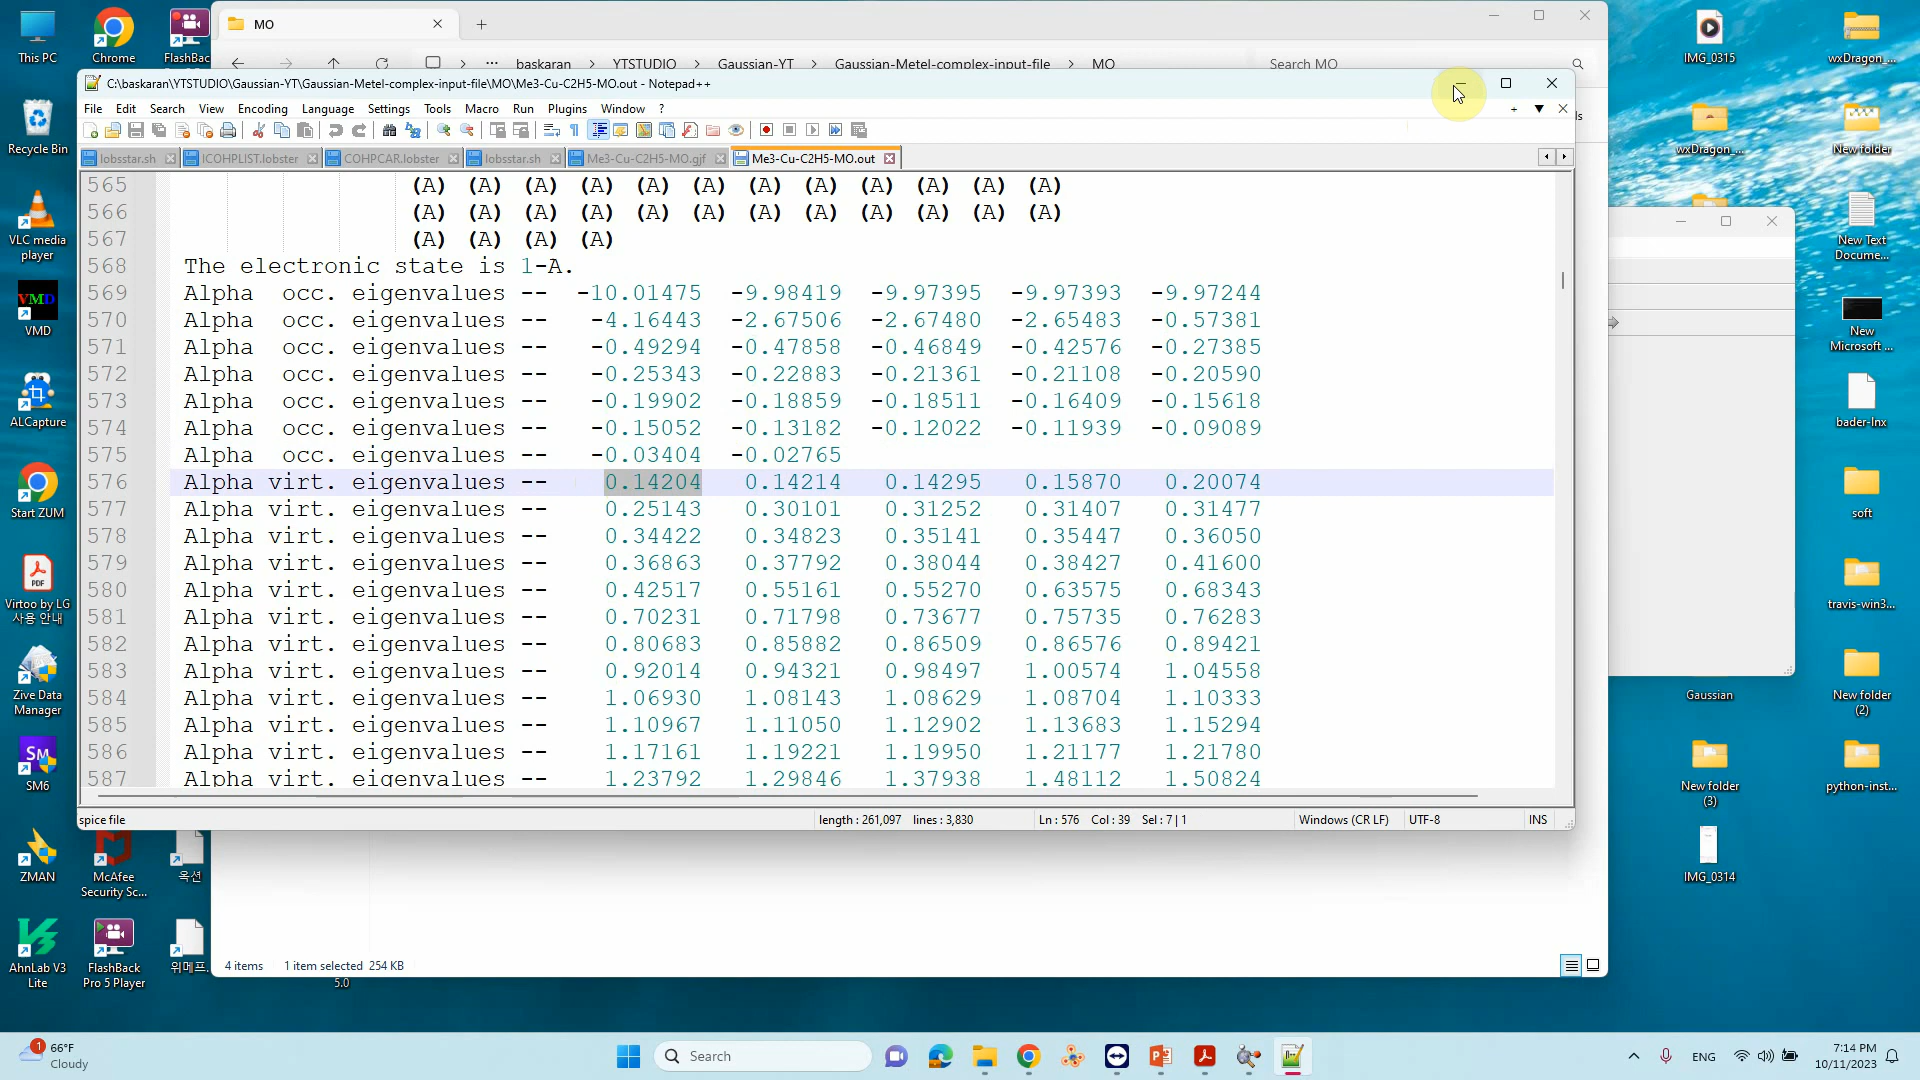 This PC
Chrome
FlashBac
Recycle Bin
VLC media
player
VMD
VMD
ALCapture
Start ZUM
PDF
Virtoo by LG
사용 안내
Zive Data
Manager
SM
SM6
ZMAN
McAfee
Security Sc...
옥션
AhnLab V3
Lite
FlashBack
Pro 5 Player
위메프.
5.0
MO
baskaran
YTSTUDIO
Gaussian-YT
Gaussian-Metel-complex-input-file
MO
Search MO
C:\baskaran\YTSTUDIO\Gaussian-YT\Gaussian-Metel-complex-input-file\MO\Me3-Cu-C2H5-MO.out - Notepad++
File Edit Search View Encoding Language Settings Tools Macro Run Plugins Window ?
lobsstar.sh ICOHPLIST.lobster COHPCAR.lobster lobsstar.sh Me3-Cu-C2H5-MO.gjf Me3-Cu-C2H5-MO.out
565 (A) (A) (A) (A) (A) (A) (A) (A) (A) (A) (A) (A)
566 (A) (A) (A) (A) (A) (A) (A) (A) (A) (A) (A) (A)
567 (A) (A) (A) (A)
568 The electronic state is 1-A.
569 Alpha occ. eigenvalues -- -10.01475 -9.98419 -9.97395 -9.97393 -9.97244
570 Alpha occ. eigenvalues -- -4.16443 -2.67506 -2.67480 -2.65483 -0.57381
571 Alpha occ. eigenvalues -- -0.49294 -0.47858 -0.46849 -0.42576 -0.27385
572 Alpha occ. eigenvalues -- -0.25343 -0.22883 -0.21361 -0.21108 -0.20590
573 Alpha occ. eigenvalues -- -0.19902 -0.18859 -0.18511 -0.16409 -0.15618
574 Alpha occ. eigenvalues -- -0.15052 -0.13182 -0.12022 -0.11939 -0.09089
575 Alpha occ. eigenvalues -- -0.03404 -0.02765
576 Alpha virt. eigenvalues -- 0.14204 0.14214 0.14295 0.15870 0.20074
577 Alpha virt. eigenvalues -- 0.25143 0.30101 0.31252 0.31407 0.31477
578 Alpha virt. eigenvalues -- 0.34422 0.34823 0.35141 0.35447 0.36050
579 Alpha virt. eigenvalues -- 0.36863 0.37792 0.38044 0.38427 0.41600
580 Alpha virt. eigenvalues -- 0.42517 0.55161 0.55270 0.63575 0.68343
581 Alpha virt. eigenvalues -- 0.70231 0.71798 0.73677 0.75735 0.76283
582 Alpha virt. eigenvalues -- 0.80683 0.85882 0.86509 0.86576 0.89421
583 Alpha virt. eigenvalues -- 0.92014 0.94321 0.98497 1.00574 1.04558
584 Alpha virt. eigenvalues -- 1.06930 1.08143 1.08629 1.08704 1.10333
585 Alpha virt. eigenvalues -- 1.10967 1.11050 1.12902 1.13683 1.15294
586 Alpha virt. eigenvalues -- 1.17161 1.19221 1.19950 1.21177 1.21780
587 Alpha virt. eigenvalues -- 1.23792 1.29846 1.37938 1.48112 1.50824
spice file length : 261,097 lines : 3,830 Ln : 576 Col : 39 Sel : 7 | 1 Windows (CR LF) UTF-8 INS
4 items 1 item selected 254 KB
IMG_0315
wxDragon_...
wxDragon_...
New folder
New Text
Docume...
New
Microsoft ...
bader-lnx
soft
travis-win3...
Gaussian
New folder
(2)
New folder
(3)
python-inst...
IMG_0314
1
66°F
Cloudy
Search
ENG
7:14 PM
10/11/2023